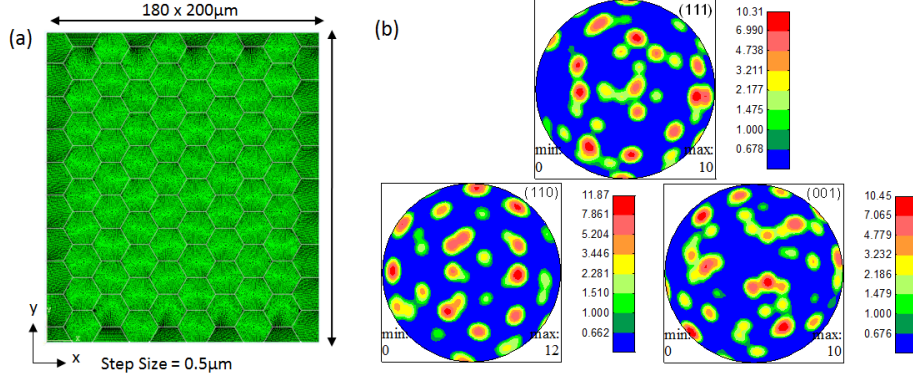 180 x 200µm
(a)
y
x
Step Size = 0.5µm
(b)
(111)
min:
0
max:
10
10.31
6.990
4.738
3.211
2.177
1.475
1.000
0.678
(110)
min:
0
max:
12
11.87
7.861
5.204
3.446
2.281
1.510
1.000
0.662
(001)
min:
0
max:
10
10.45
7.065
4.779
3.232
2.186
1.479
1.000
0.676